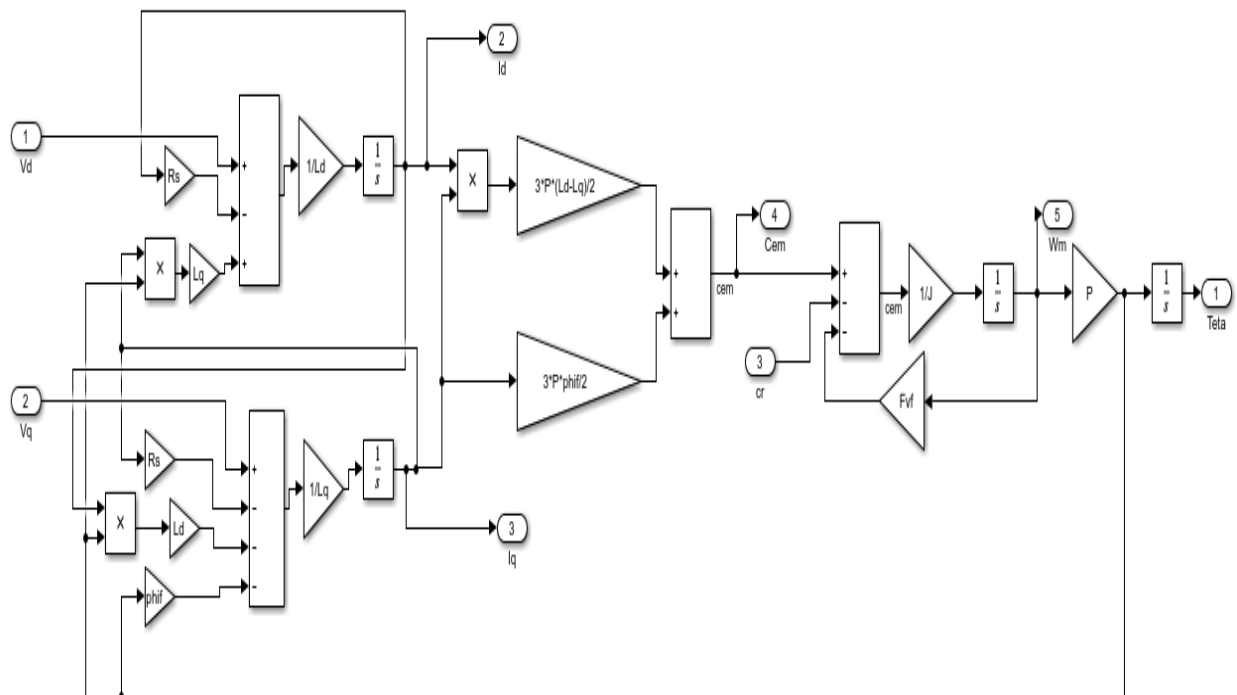 2
Id
1
Vd
+
-
+
Rs
1/Ld
1
s
X
3*P*(Ld-Lq)/2
X
Lq
4
Cem
5
Wm
+
+
cem
+
-
-
cem
1/J
1
s
P
1
s
1
Teta
3
cr
Fvf
3*P*phif/2
2
Vq
Rs
+
-
-
-
1/Lq
1
s
X
Ld
3
Iq
phif